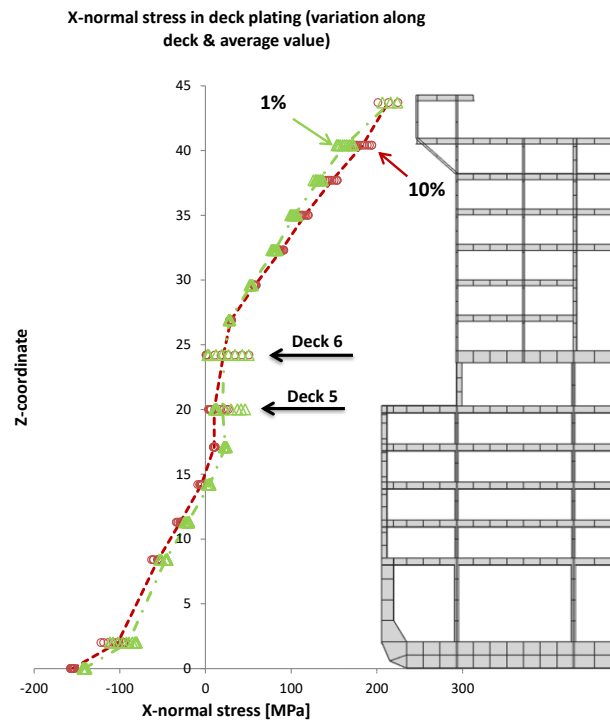 X-normal stress in deck plating (variation along
deck & average value)
45
40
35
30
25
20
15
10
5
0
1%
10%
Deck 6
Deck 5
Z-coordinate
-200 -100 0 100 200 300
X-normal stress [MPa]